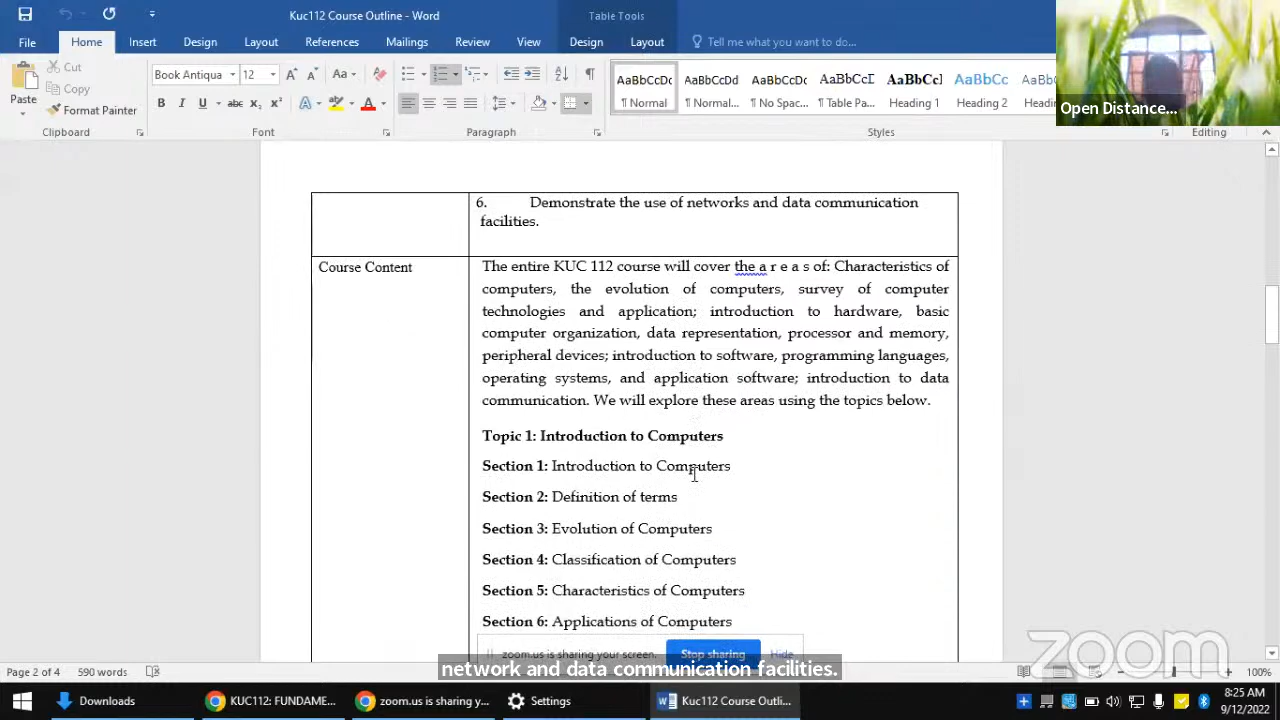 Kuc112 Course Outline - Word
Table Tools
File
Home
Insert
Design
Layout
References
Mailings
Review
View
Design
Layout
Tell me what you want to do...
Paste
Cut
Copy
Format Painter
Book Antiqua
12
AaBbCcDc
¶ Normal
AaBbCcDd
¶ Normal...
AaBbCcDc
¶ No Spac...
AaBbCcI
¶ Table Pa...
AaBbCcI
Heading 1
AaBbCc
Heading 2
AaBbCcDc
Heading 3
Clipboard
Font
Paragraph
Styles
Editing
Open Distance...
6. Demonstrate the use of networks and data communication
facilities.
Course Content
The entire KUC 112 course will cover the a r e a s of: Characteristics of
computers, the evolution of computers, survey of computer
technologies and application; introduction to hardware, basic
computer organization, data representation, processor and memory,
peripheral devices; introduction to software, programming languages,
operating systems, and application software; introduction to data
communication. We will explore these areas using the topics below.
Topic 1: Introduction to Computers
Section 1: Introduction to Computers
Section 2: Definition of terms
Section 3: Evolution of Computers
Section 4: Classification of Computers
Section 5: Characteristics of Computers
Section 6: Applications of Computers
zoom.us is sharing your screen.
Stop sharing
Hide
network and data communication facilities.
zoom
Page 2 of 4
590 words
100%
Downloads
KUC112: FUNDAME...
zoom.us is sharing y...
Settings
Kuc112 Course Outli...
8:25 AM
9/12/2022